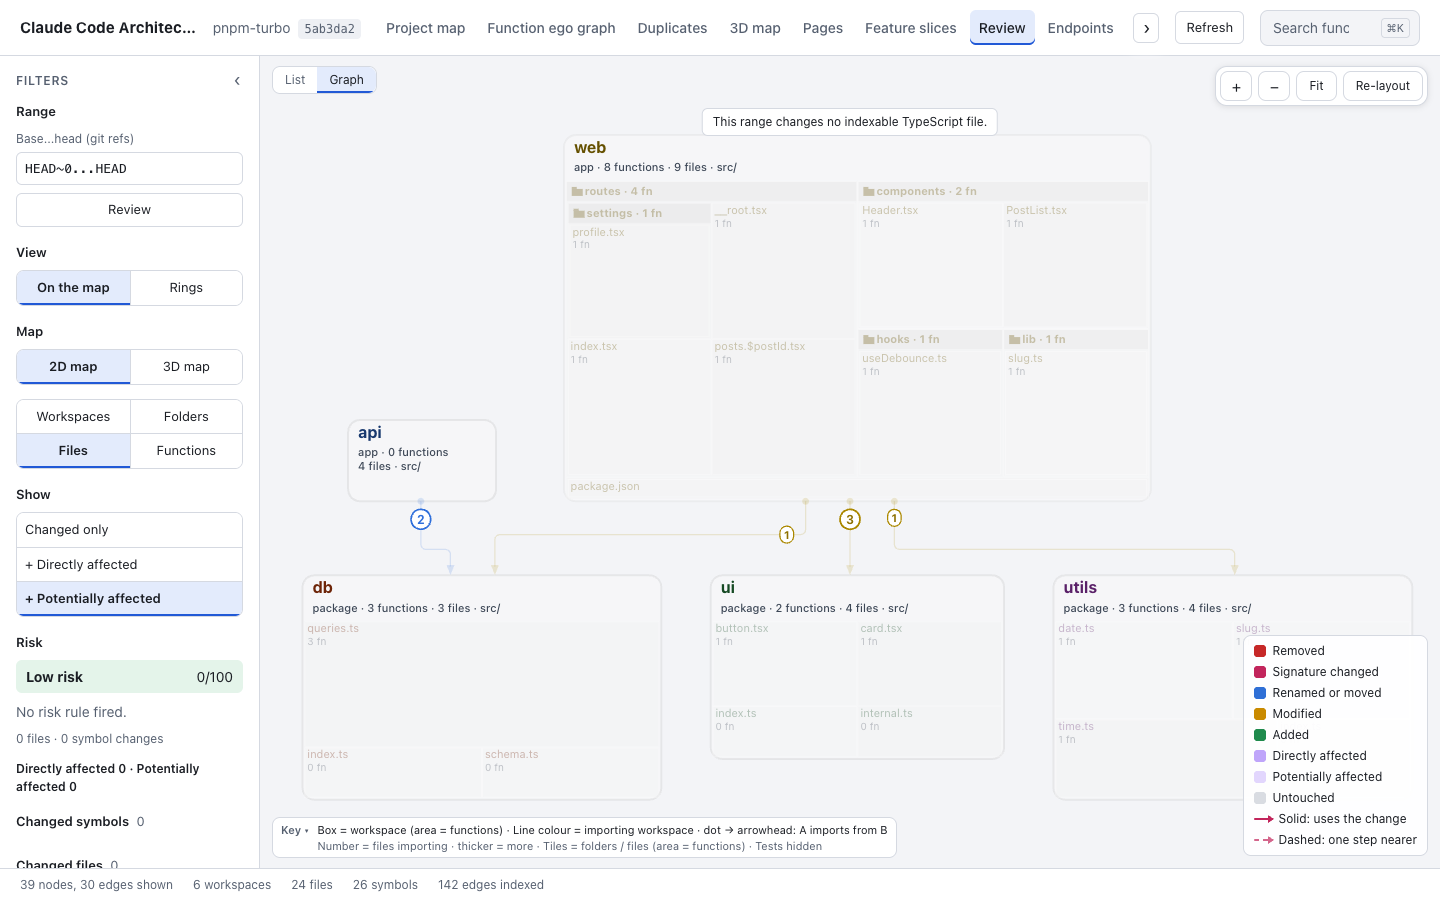 Claude Code Architec... pnpm-turbo 5ab3da2 Project map Function ego graph Duplicates 3D map Pages Feature slices Review Endpoints › Refresh Search func ⌘K
FILTERS
Range
Base...head (git refs)
HEAD~0...HEAD
Review
View
On the map Rings
Map
2D map 3D map
Workspaces Folders
Files Functions
Show
Changed only
+ Directly affected
+ Potentially affected
Risk
Low risk 0/100
No risk rule fired.
0 files · 0 symbol changes
Directly affected 0 · Potentially
affected 0
Changed symbols 0
Changed files 0
List Graph
+ − Fit Re-layout
This range changes no indexable TypeScript file.
web
app · 8 functions · 9 files · src/
routes · 4 fn
components · 2 fn
settings · 1 fn
profile.tsx
1 fn
__root.tsx
1 fn
Header.tsx
1 fn
PostList.tsx
1 fn
index.tsx
1 fn
posts.$postId.tsx
1 fn
hooks · 1 fn
useDebounce.ts
1 fn
lib · 1 fn
slug.ts
1 fn
package.json
api
app · 0 functions
4 files · src/
2
1
3
1
db
package · 3 functions · 3 files · src/
queries.ts
3 fn
index.ts
0 fn
schema.ts
0 fn
ui
package · 2 functions · 4 files · src/
button.tsx
1 fn
card.tsx
1 fn
index.ts
0 fn
internal.ts
0 fn
utils
package · 3 functions · 4 files · src/
date.ts
1 fn
slug.ts
1
time.ts
1 fn
Removed
Signature changed
Renamed or moved
Modified
Added
Directly affected
Potentially affected
Untouched
Solid: uses the change
Dashed: one step nearer
Key ▾ Box = workspace (area = functions) · Line colour = importing workspace · dot → arrowhead: A imports from B
Number = files importing · thicker = more · Tiles = folders / files (area = functions) · Tests hidden
39 nodes, 30 edges shown 6 workspaces 24 files 26 symbols 142 edges indexed